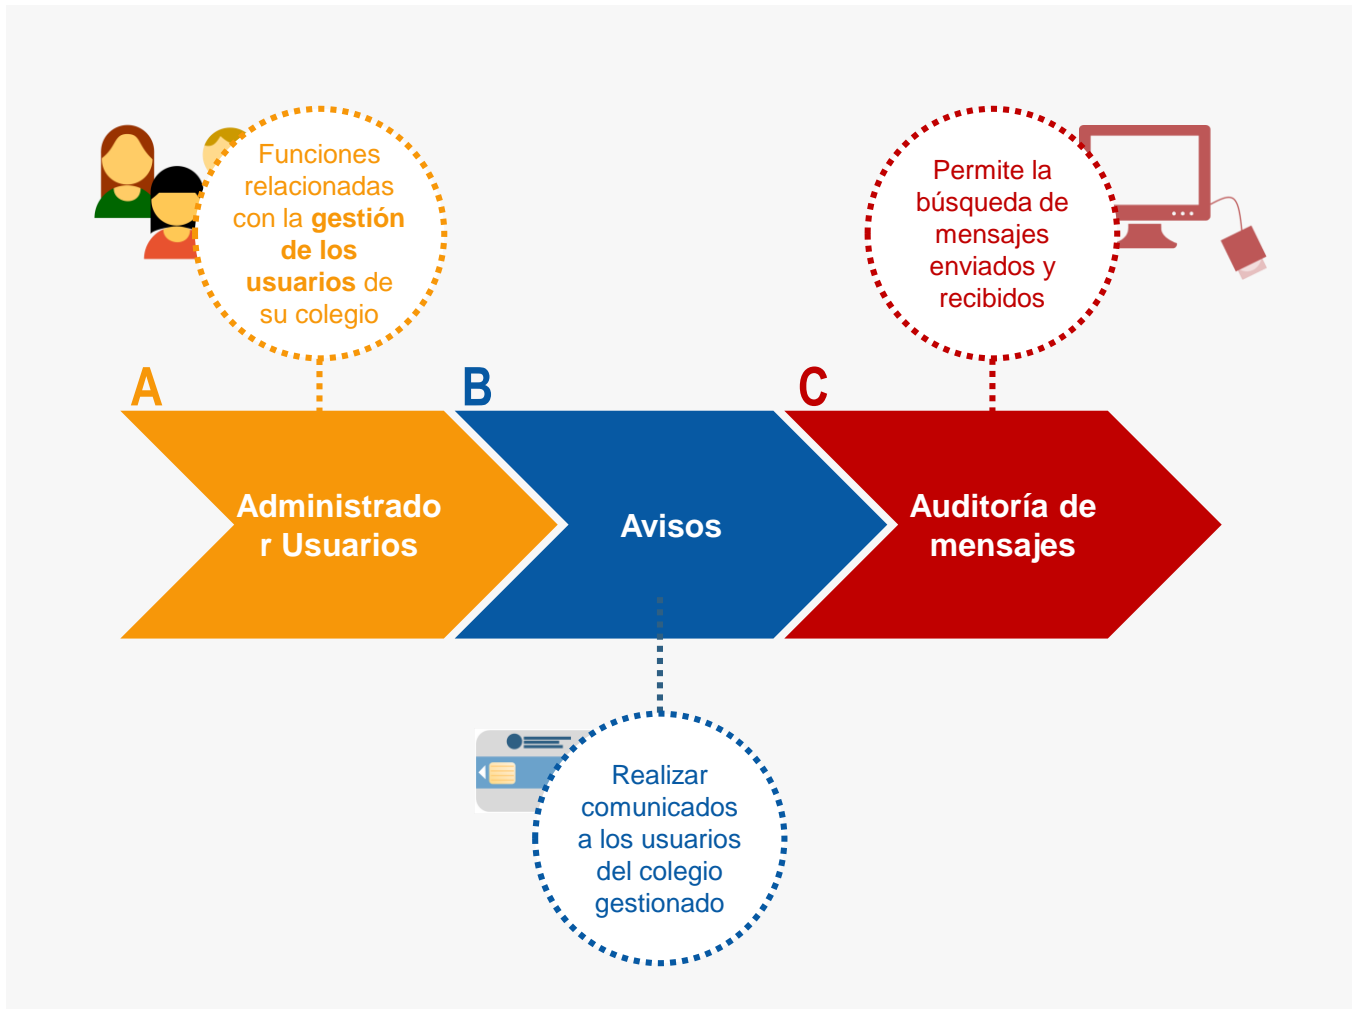 Funciones
relacionadas
con la gestión
de los
usuarios de
su colegio
Permite la
búsqueda de
mensajes
enviados y
recibidos
A
B
C
Administrado
r Usuarios
Avisos
Auditoría de
mensajes
Realizar
comunicados
a los usuarios
del colegio
gestionado